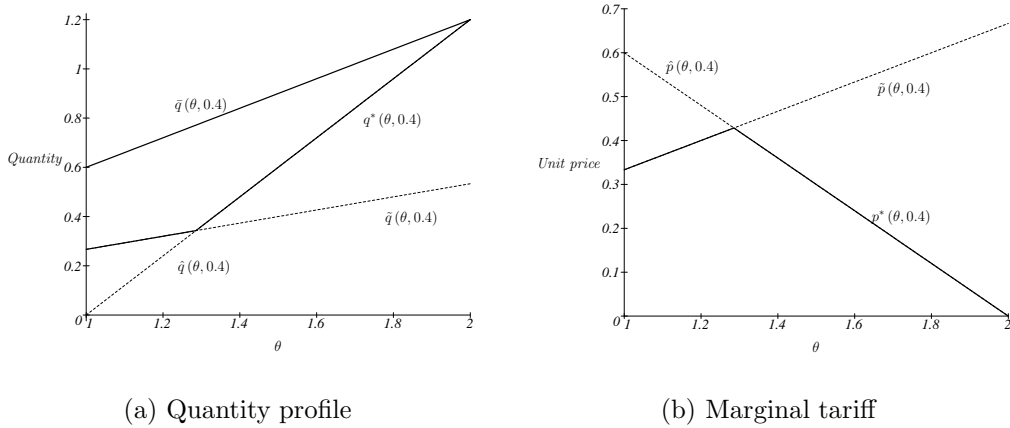 1.2
1
q̄ (θ, 0.4)
q* (θ, 0.4)
0.8
Quantity
0.6
0.4
q̃ (θ, 0.4)
q̂ (θ, 0.4)
0.2
0
1 1.2 1.4 1.6 1.8 2
θ
(a) Quantity profile
0.7
0.6
p̂ (θ, 0.4)
p̃ (θ, 0.4)
0.5
0.4
Unit price
0.3
p* (θ, 0.4)
0.2
0.1
0
1 1.2 1.4 1.6 1.8 2
θ
(b) Marginal tariff